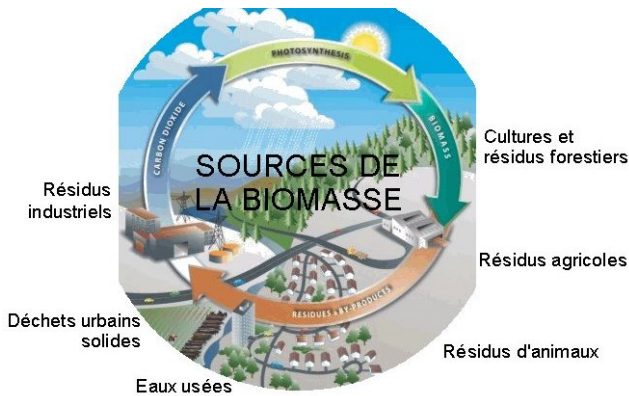 PHOTOSYNTHESIS
CARBON DIOXIDE
BIOMASS
SOURCES DE
LA BIOMASSE
Cultures et
résidus forestiers
Résidus
industriels
Résidus agricoles
RESIDUES & BY-PRODUCTS
Déchets urbains
solides
Résidus d'animaux
Eaux usées